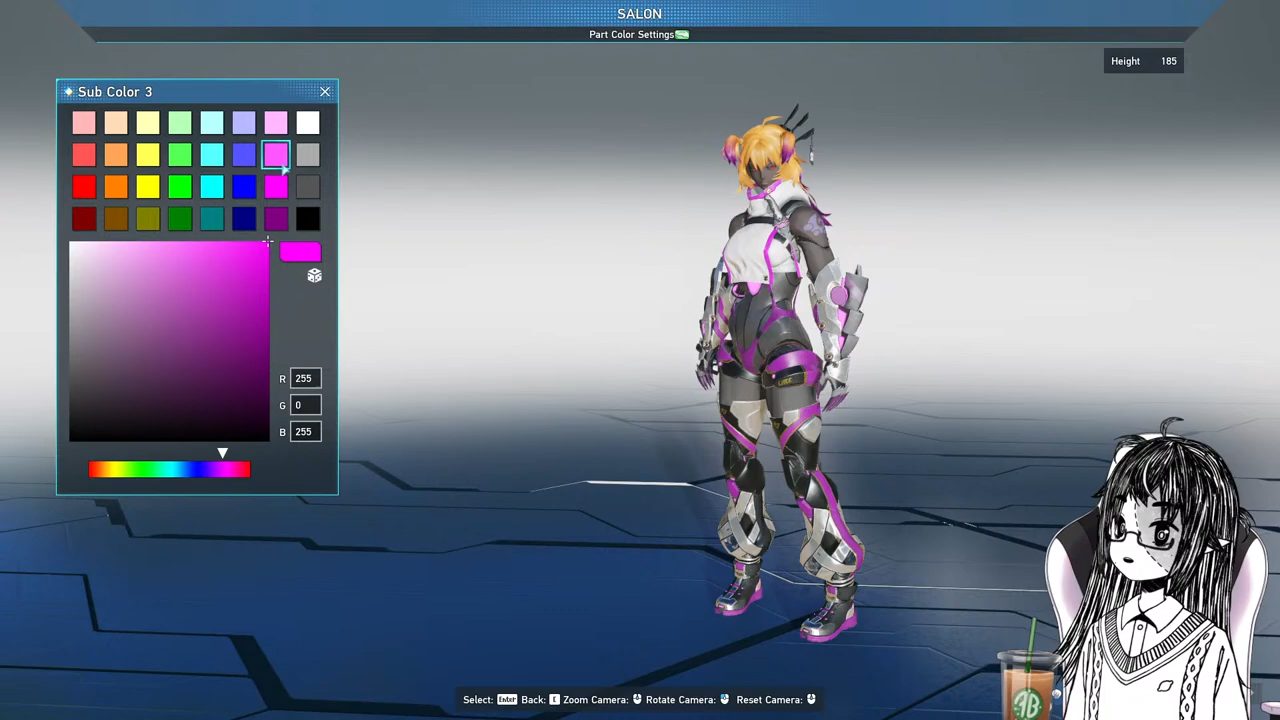 SALON
Part Color Settings
Height 185
Sub Color 3
R 255
G 0
B 255
Select: Enter Back: E Zoom Camera: Rotate Camera: Reset Camera: